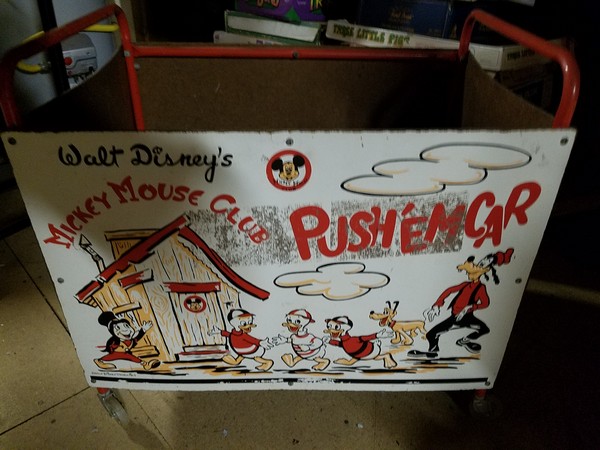 THREE LITTLE PIGS
Walt Disney's
MICKEY MOUSE CLUB
PUSH'EM CAR